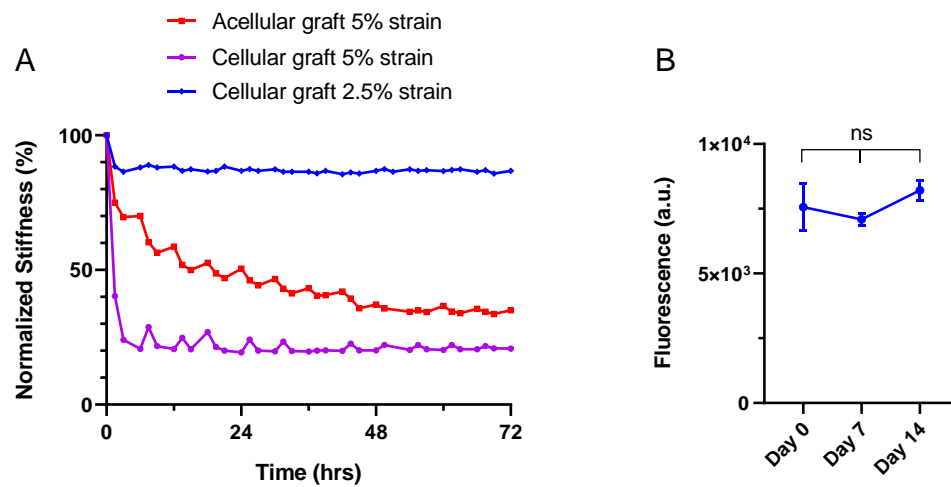 Acellular graft 5% strain
Cellular graft 5% strain
Cellular graft 2.5% strain
A
Normalized Stiffness (%)
100
50
0
0 24 48 72
Time (hrs)
B
ns
Fluorescence (a.u.)
1×10⁴
5×10³
0
Day 0 Day 7 Day 14